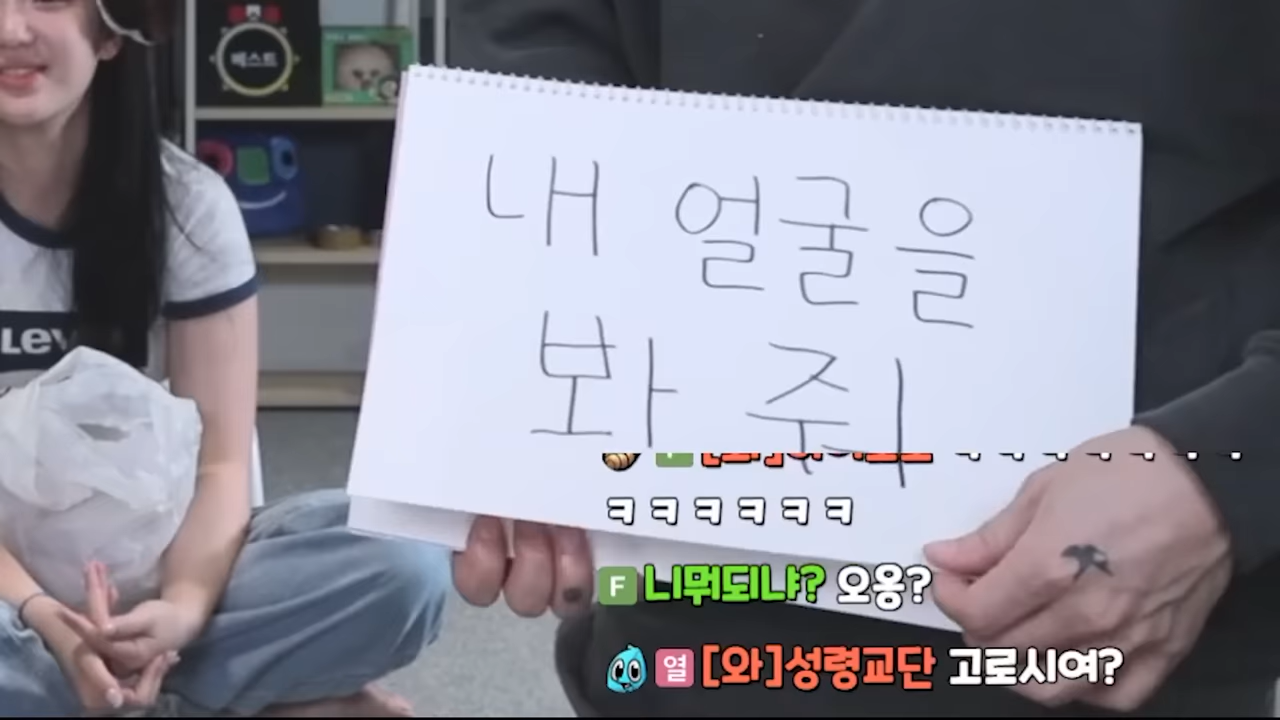 베스트
Lev
내 얼굴을
봐 줘
ㅋㅋㅋㅋㅋㅋ
F 니뭐되냐? 오옹?
열 [와]성령교단 고로시여?